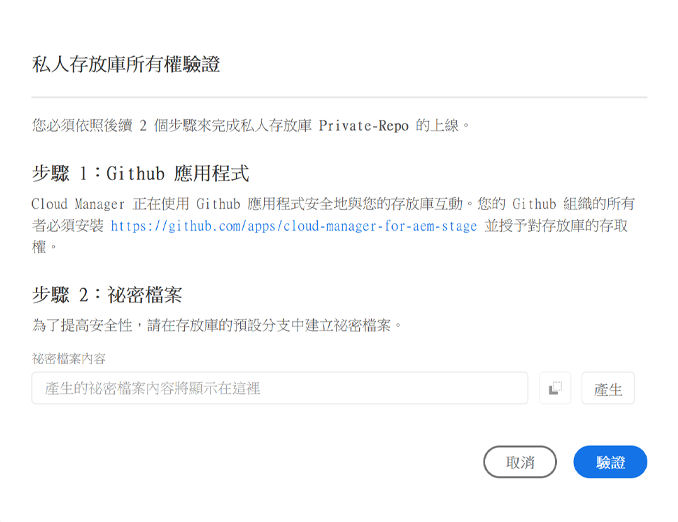 私人存放庫所有權驗證
您必須依照後續 2 個步驟來完成私人存放庫 Private-Repo 的上線。
步驟 1：Github 應用程式
Cloud Manager 正在使用 Github 應用程式安全地與您的存放庫互動。您的 Github 組織的所有
者必須安裝 https://github.com/apps/cloud-manager-for-aem-stage 並授予對存放庫的存取
權。
步驟 2：祕密檔案
為了提高安全性，請在存放庫的預設分支中建立祕密檔案。
祕密檔案內容
產生的祕密檔案內容將顯示在這裡
產生
取消
驗證